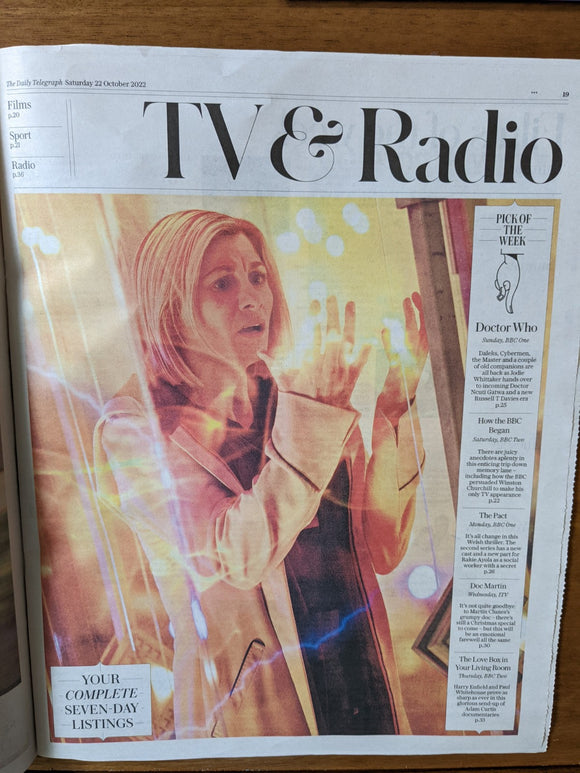 The Daily Telegraph Saturday 22 October 2022
*** 19
Films
p.20
Sport
p.21
Radio
p.36
TV & Radio
PICK OF
THE
WEEK
Doctor Who
Sunday, BBC One
Daleks, Cybermen,
the Master and a couple
of old companions are
all back as Jodie
Whittaker hands over
to incoming Doctor
Ncuti Gatwa and a new
Russell T Davies era
p.25
How the BBC
Began
Saturday, BBC Two
There are juicy
anecdotes aplenty in
this enticing trip down
memory lane –
including how the BBC
persuaded Winston
Churchill to make his
only TV appearance
p.22
The Pact
Monday, BBC One
It's all change in this
Welsh thriller. The
second series has a new
cast and a new part for
Rakie Ayola as a social
worker with a secret
p.26
Doc Martin
Wednesday, ITV
It's not quite goodbye
to Martin Clunes's
grumpy doc – there's
still a Christmas special
to come – but this will
be an emotional
farewell all the same
p.30
The Love Box in
Your Living Room
Thursday, BBC Two
Harry Enfield and Paul
Whitehouse prove as
sharp as ever in this
glorious send-up of
Adam Curtis
documentaries
p.33
YOUR
COMPLETE
SEVEN-DAY
LISTINGS